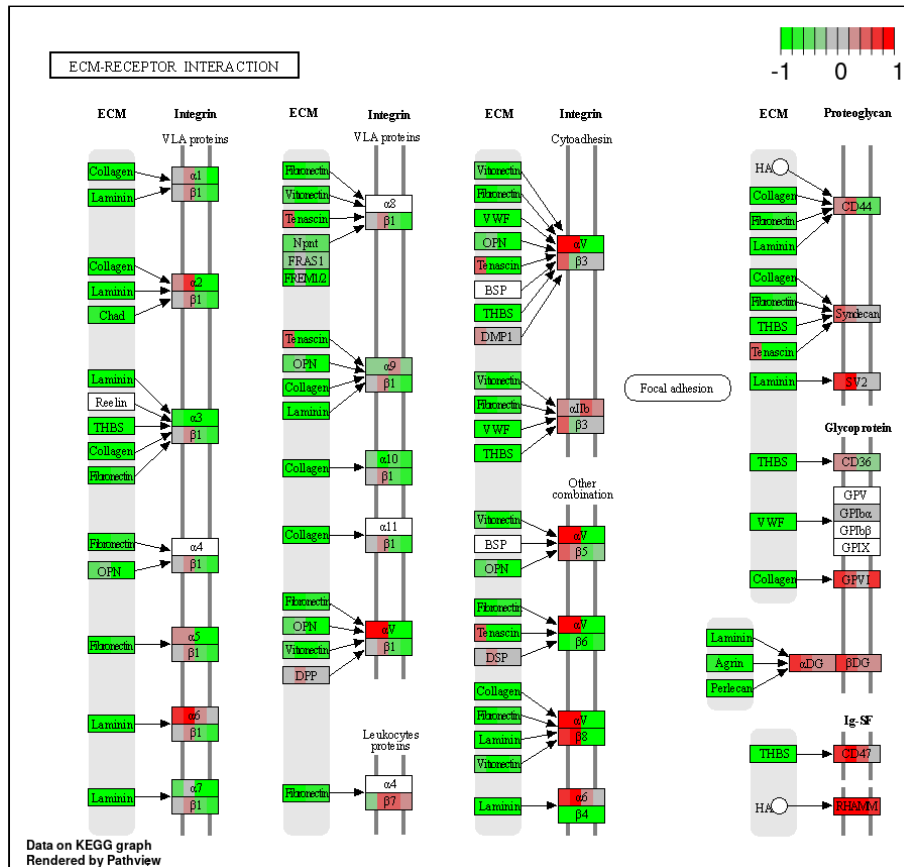 -1 0 1
ECM-RECEPTOR INTERACTION
ECM Integrin
VLA proteins
Collagen α1
Laminin β1
Collagen α2
Laminin β1
Chad
Laminin
Reelin α3
THBS β1
Collagen
Fibronectin
Fibronectin α4
OPN β1
Fibronectin α5
β1
α6
Laminin β1
α7
Laminin β1
ECM Integrin
VLA proteins
Fibronectin
Vitronectin α8
Tenascin β1
Npnt
FRAS1
FREM1/2
Tenascin
OPN α9
Collagen β1
Laminin
Collagen α10
β1
Collagen α11
β1
Fibronectin
OPN αV
Vitronectin β1
DPP
Leukocytes
proteins
α4
Fibronectin β7
ECM Integrin
Cytoadhesin
Vitronectin
Fibronectin
VWF
OPN αV
Tenascin β3
BSP
THBS
DMP1
Vitronectin
Fibronectin αIIb
VWF β3
THBS
Other
combination
Vitronectin αV
BSP β5
OPN
Fibronectin
Tenascin αV
DSP β6
Collagen
Fibronectin αV
Laminin β8
Vitronectin
α6
Laminin β4
Focal adhesion
ECM Proteoglycan
HA
Collagen
Fibronectin CD44
Laminin
Collagen
Fibronectin
THBS Syndecan
Tenascin
Laminin SV2
Glycoprotein
THBS CD36
GPV
VWF GPIbα
GPIbβ
GPIX
Collagen GPVI
Laminin
Agrin αDG βDG
Perlecan
Ig-SF
THBS CD47
HA RHAMM
Data on KEGG graph
Rendered by Pathview